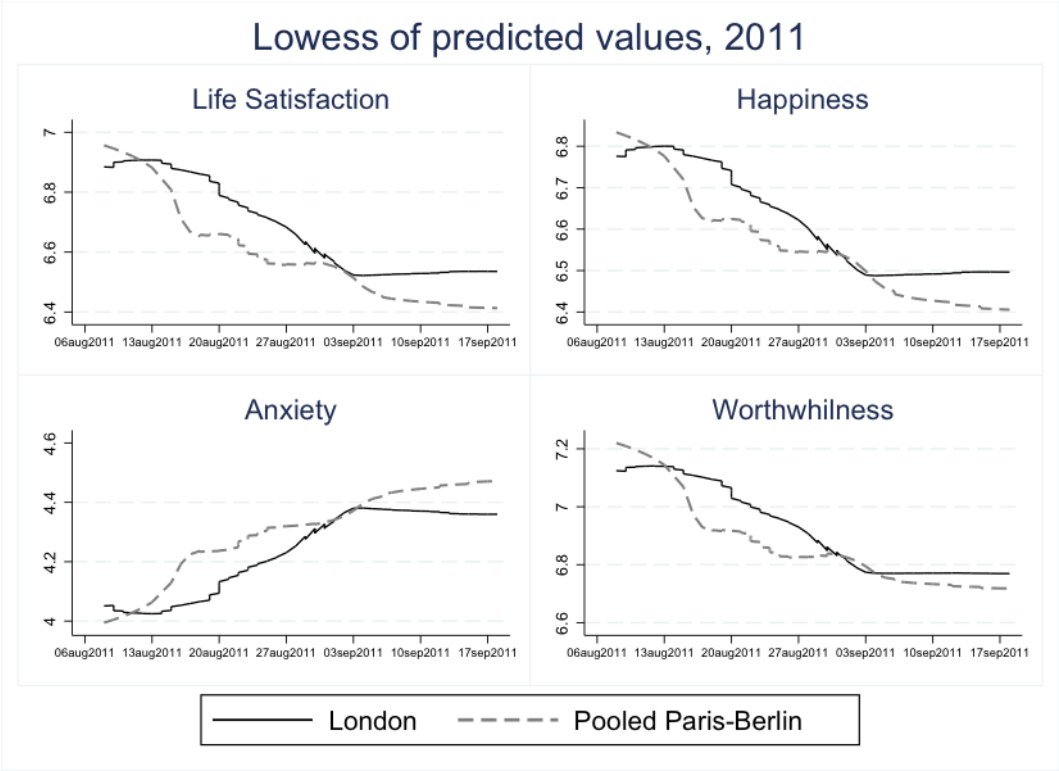 Lowess of predicted values, 2011
Life Satisfaction
7
6.8
6.6
6.4
06aug2011 13aug2011 20aug2011 27aug2011 03sep2011 10sep2011 17sep2011
Happiness
6.8
6.7
6.6
6.5
6.4
06aug2011 13aug2011 20aug2011 27aug2011 03sep2011 10sep2011 17sep2011
Anxiety
4.6
4.4
4.2
4
06aug2011 13aug2011 20aug2011 27aug2011 03sep2011 10sep2011 17sep2011
Worthwhilness
7.2
7
6.8
6.6
06aug2011 13aug2011 20aug2011 27aug2011 03sep2011 10sep2011 17sep2011
London Pooled Paris-Berlin